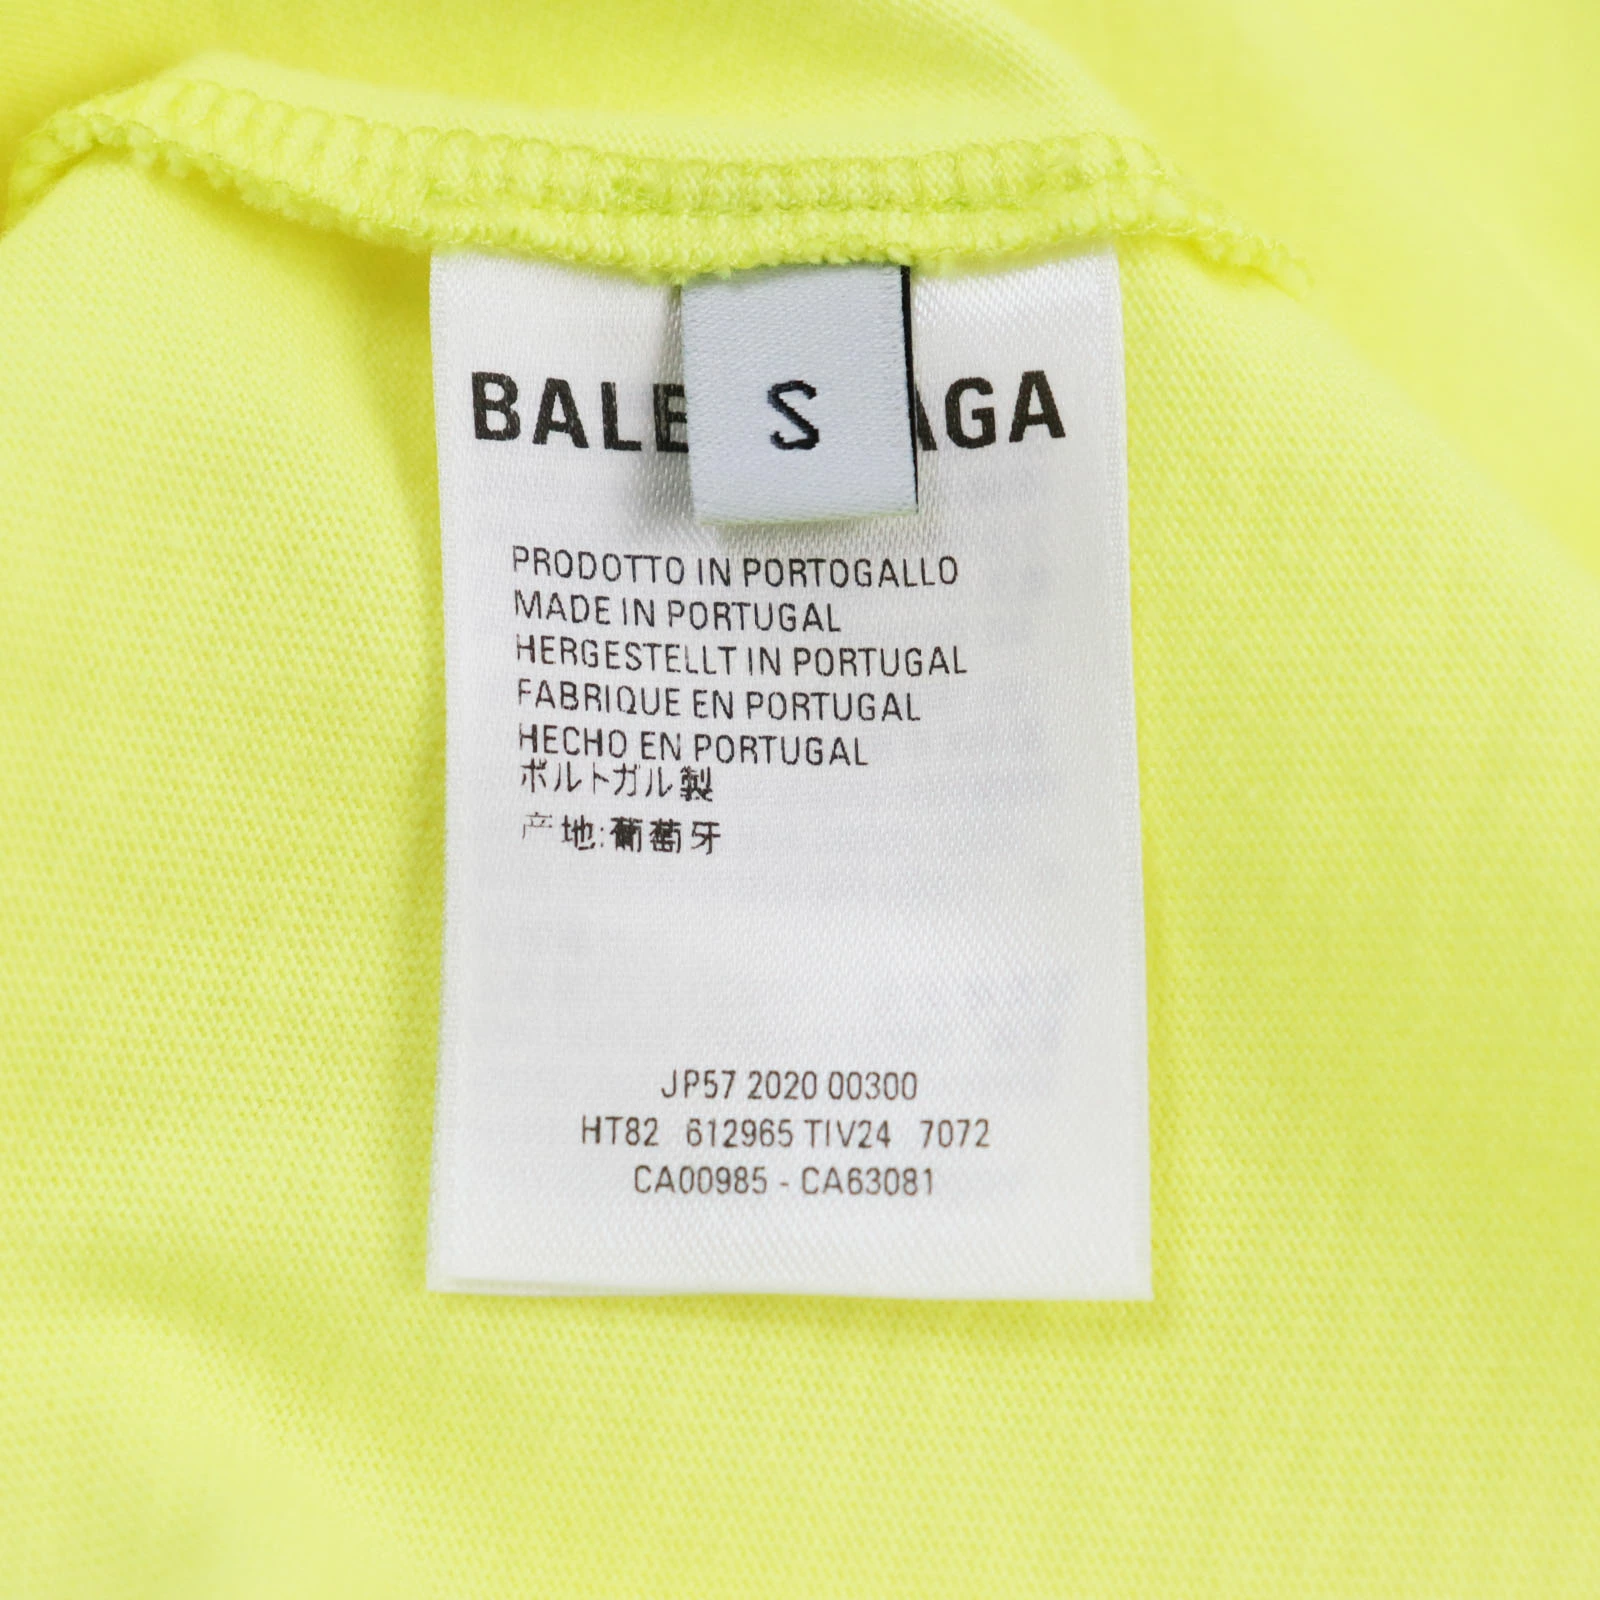 BALE AGA
S
PRODOTTO IN PORTOGALLO
MADE IN PORTUGAL
HERGESTELLT IN PORTUGAL
FABRIQUE EN PORTUGAL
HECHO EN PORTUGAL
ポルトガル製
产地:葡萄牙
JP57 2020 00300
HT82 612965 TIV24 7072
CA00985 - CA63081